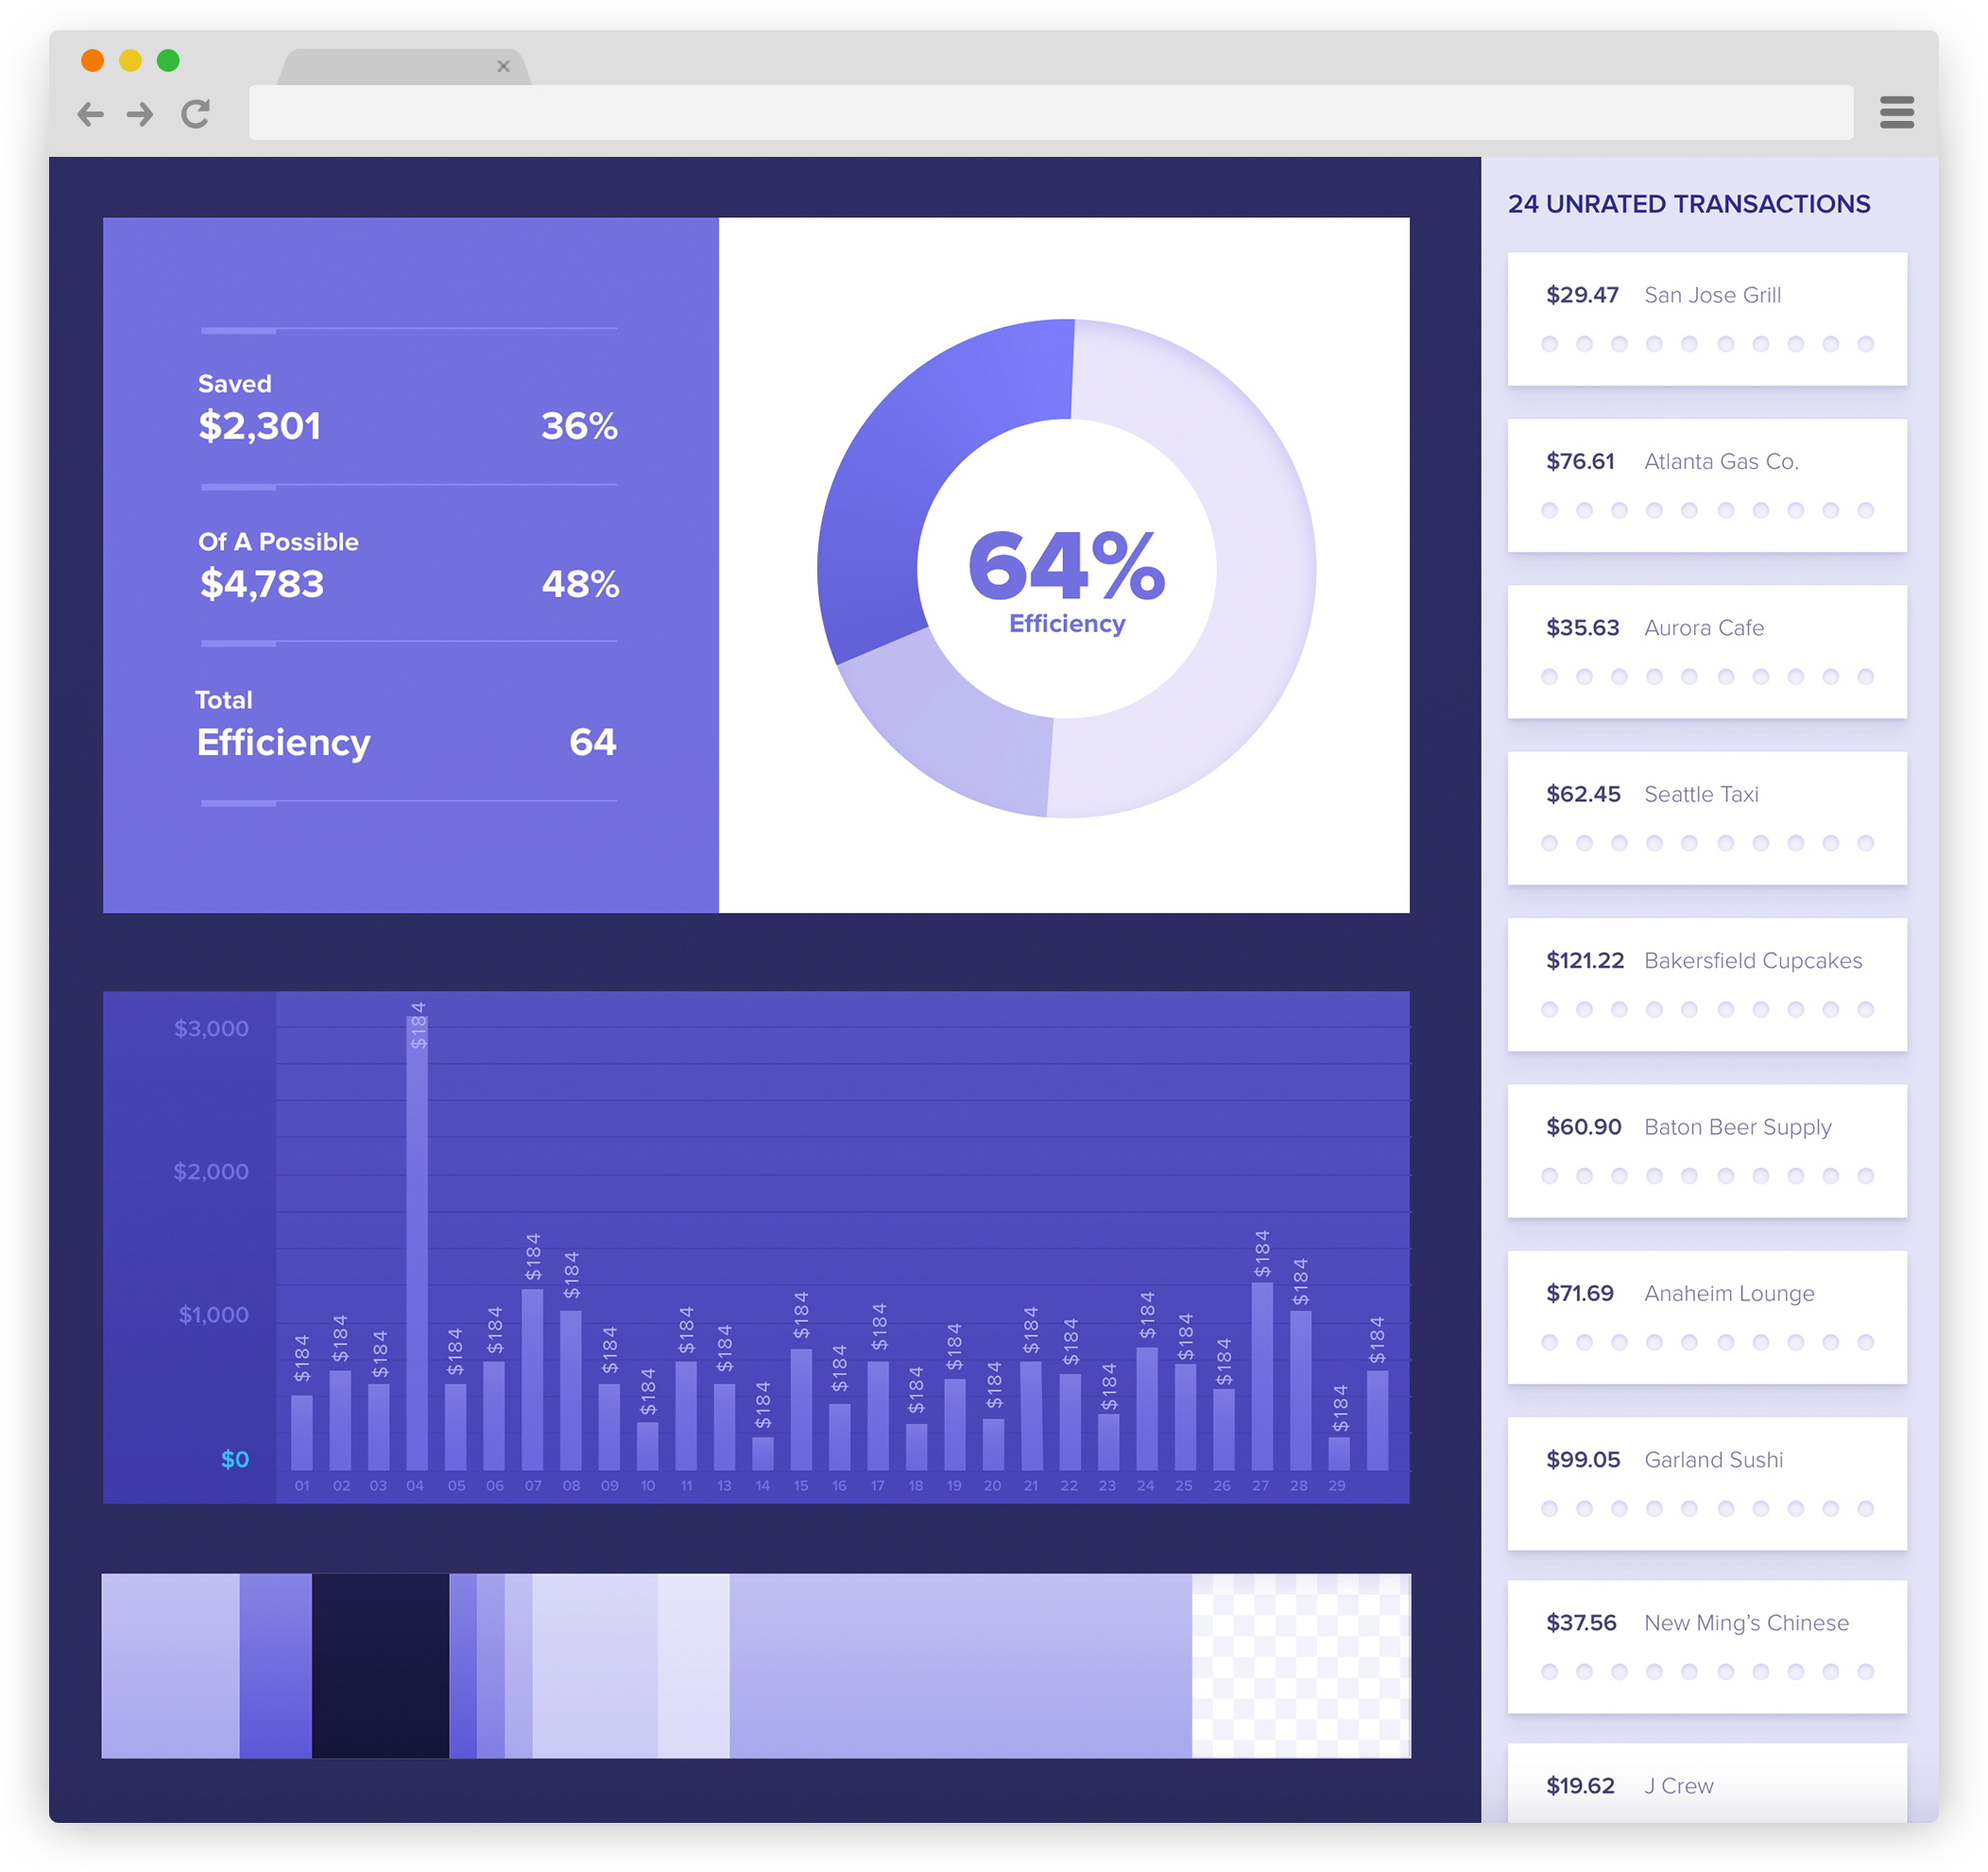 Saved
$2,301 36%
Of A Possible
$4,783 48%
Total
Efficiency 64
64%
Efficiency
$3,000
$2,000
$1,000
$0
$184 $184 $184 $184 $184 $184 $184 $184 $184 $184 $184 $184 $184 $184 $184 $184 $184 $184 $184 $184 $184 $184 $184 $184 $184 $184 $184 $184 $184
01 02 03 04 05 06 07 08 09 10 11 13 14 15 16 17 18 19 20 21 22 23 24 25 26 27 28 29
24 UNRATED TRANSACTIONS
$29.47 San Jose Grill
$76.61 Atlanta Gas Co.
$35.63 Aurora Cafe
$62.45 Seattle Taxi
$121.22 Bakersfield Cupcakes
$60.90 Baton Beer Supply
$71.69 Anaheim Lounge
$99.05 Garland Sushi
$37.56 New Ming’s Chinese
$19.62 J Crew